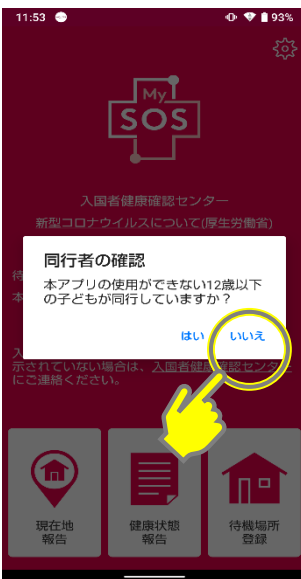 11:53
93%
My
SOS
入国者健康確認センター
新型コロナウイルスについて(厚生労働省)
同行者の確認
本アプリの使用ができない12歳以下
の子どもが同行していますか？
はい
いいえ
待
本
入
示されていない場合は、入国者健康確認センター
にご連絡ください。
現在地
報告
健康状態
報告
待機場所
登録